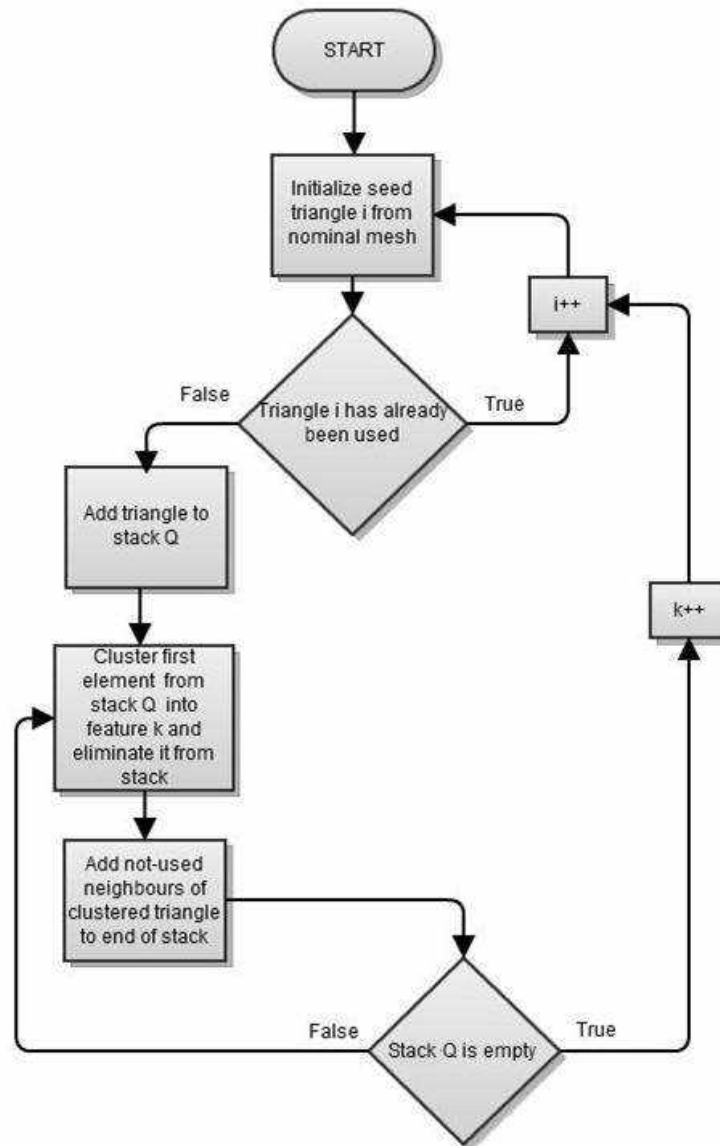 START
Initialize seed
triangle i from
nominal mesh
i++
False
True
Triangle i has already
been used
Add triangle to
stack Q
k++
Cluster first
element from
stack Q into
feature k and
eliminate it from
stack
Add not-used
neighbours of
clustered triangle
to end of stack
False
True
Stack Q is empty